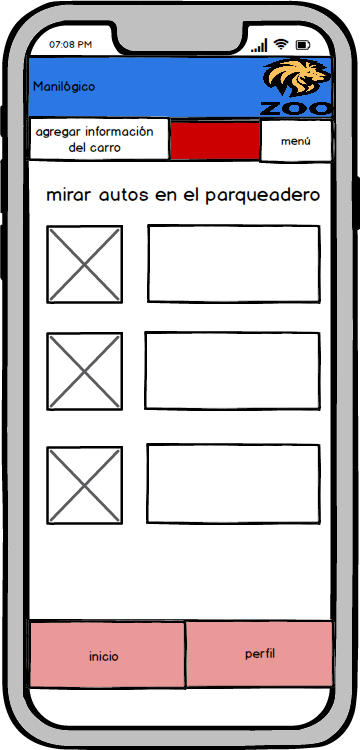 07:08 PM
Manilógico
ZOO
agregar información
del carro
menú
mirar autos en el parqueadero
inicio
perfil